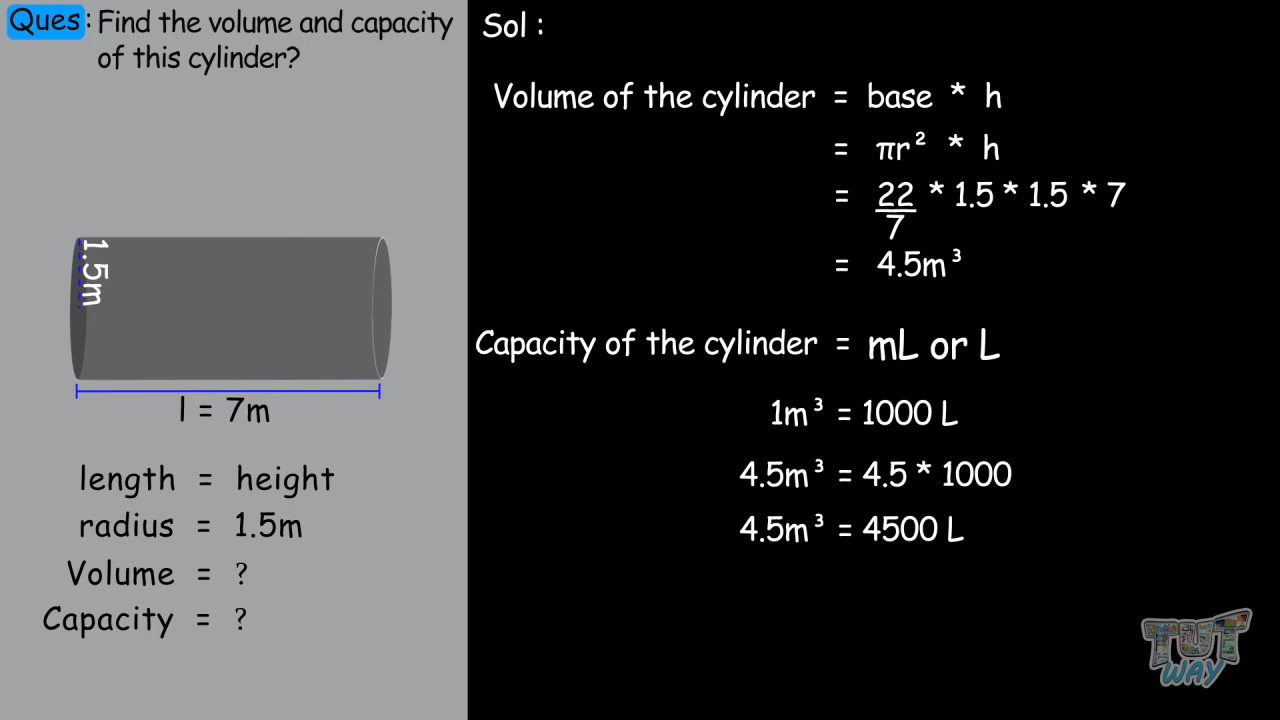 Ques : Find the volume and capacity
of this cylinder?
1.5m
l = 7m
length = height
radius = 1.5m
Volume = ?
Capacity = ?
Sol :
Volume of the cylinder = base * h
= πr² * h
= 22/7 * 1.5 * 1.5 * 7
= 4.5m³
Capacity of the cylinder = mL or L
1m³ = 1000 L
4.5m³ = 4.5 * 1000
4.5m³ = 4500 L
TUT
WAY